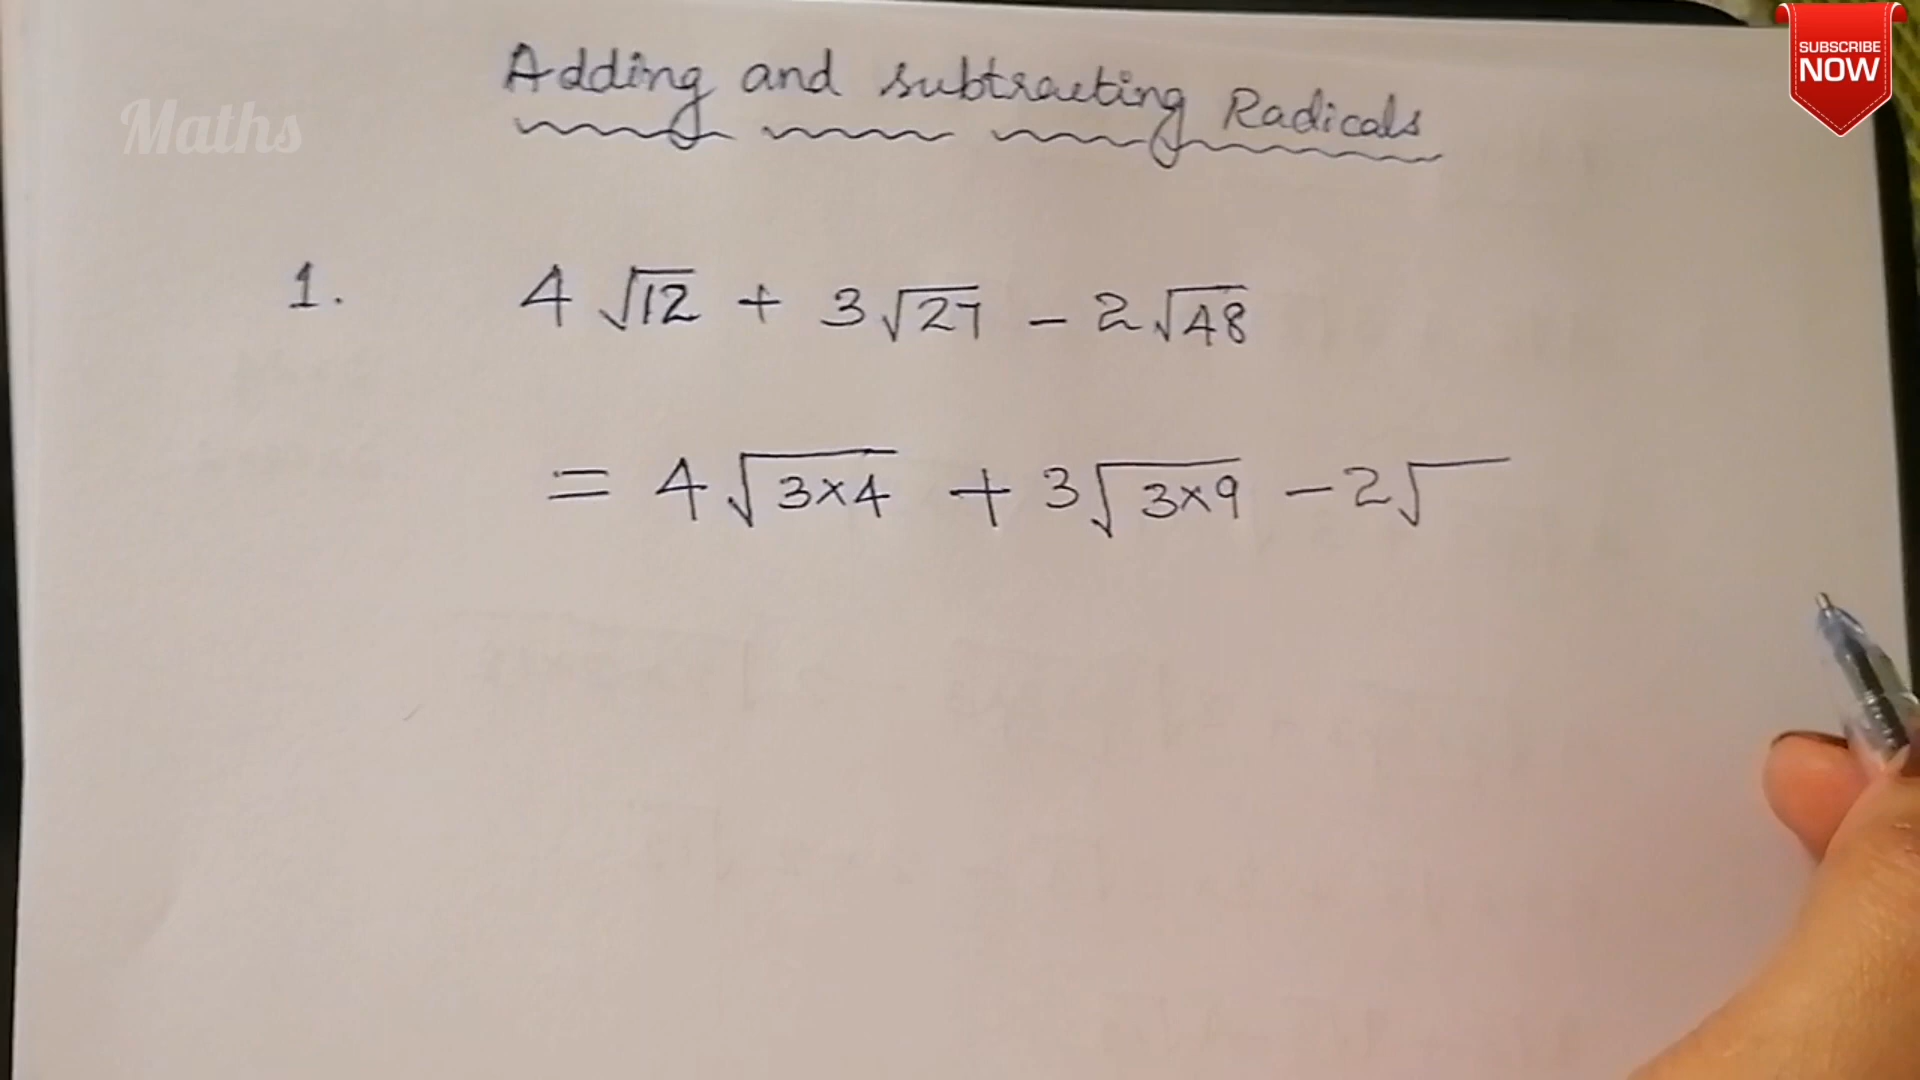 SUBSCRIBE
NOW
Adding and subtracting Radicals
Maths
1. 4 √12 + 3√27 - 2√48
= 4√3×4 + 3√3×9 - 2√